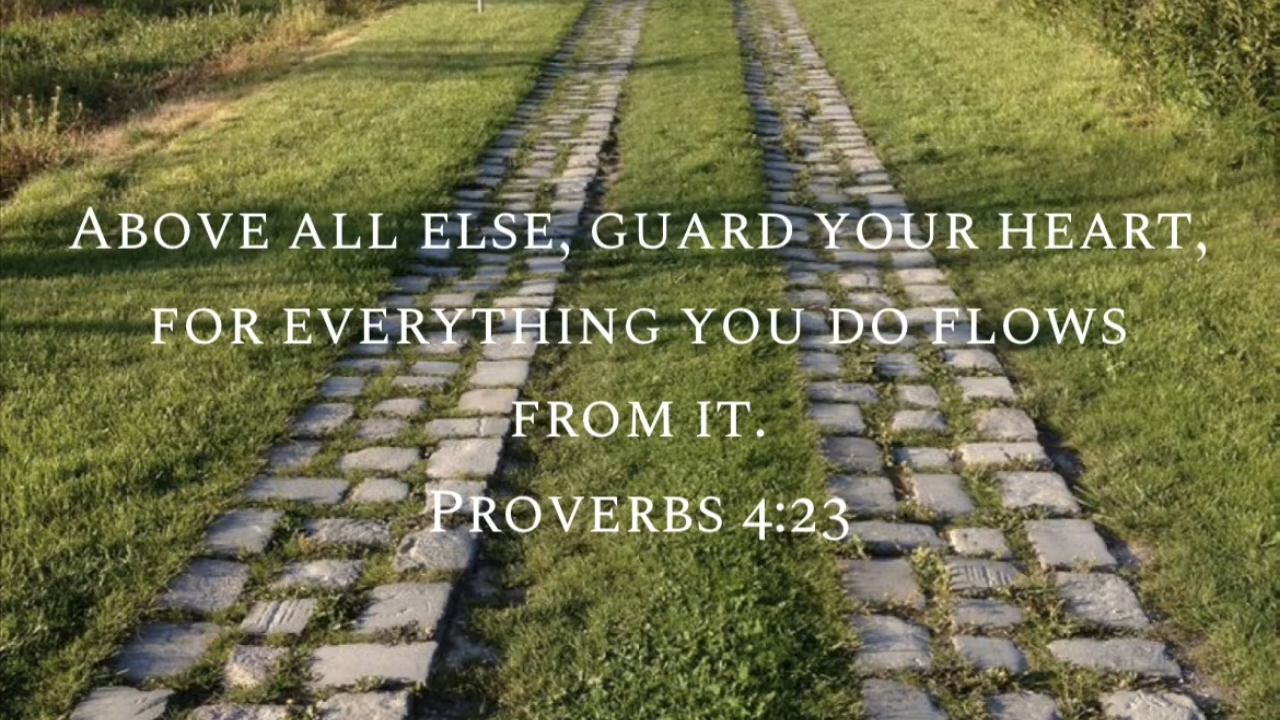 Above all else, guard your heart,
for everything you do flows
from it.
Proverbs 4:23